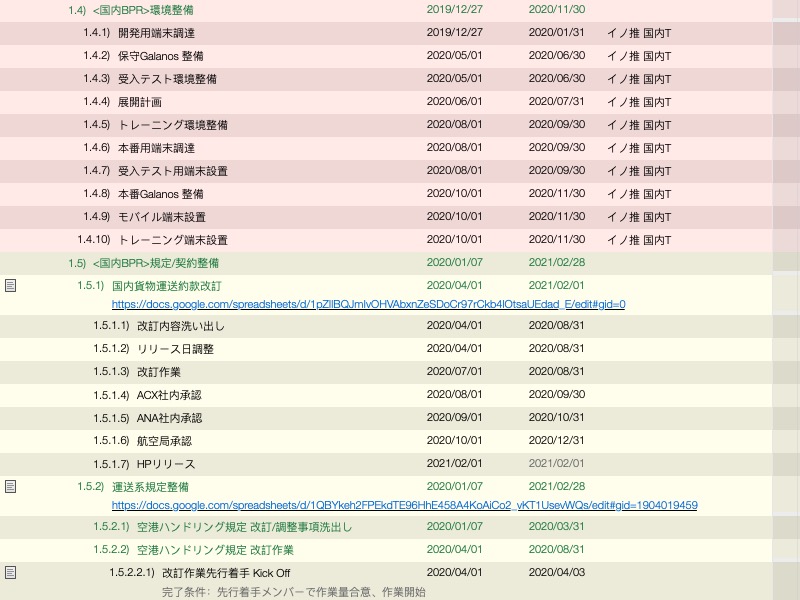 1.4) <国内BPR>環境整備 2019/12/27 2020/11/30
1.4.1) 開発用端末調達 2019/12/27 2020/01/31 イノ推 国内T
1.4.2) 保守Galanos 整備 2020/05/01 2020/06/30 イノ推 国内T
1.4.3) 受入テスト環境整備 2020/05/01 2020/06/30 イノ推 国内T
1.4.4) 展開計画 2020/06/01 2020/07/31 イノ推 国内T
1.4.5) トレーニング環境整備 2020/08/01 2020/09/30 イノ推 国内T
1.4.6) 本番用端末調達 2020/08/01 2020/09/30 イノ推 国内T
1.4.7) 受入テスト用端末設置 2020/08/01 2020/09/30 イノ推 国内T
1.4.8) 本番Galanos 整備 2020/10/01 2020/11/30 イノ推 国内T
1.4.9) モバイル端末設置 2020/10/01 2020/11/30 イノ推 国内T
1.4.10) トレーニング端末設置 2020/10/01 2020/11/30 イノ推 国内T
1.5) <国内BPR>規定/契約整備 2020/01/07 2021/02/28
1.5.1) 国内貨物運送約款改訂 2020/04/01 2021/02/01
https://docs.google.com/spreadsheets/d/1pZIlBQJmIvOHVAbxnZeSDoCr97rCkb4lOtsaUEdad_E/edit#gid=0
1.5.1.1) 改訂内容洗い出し 2020/04/01 2020/08/31
1.5.1.2) リリース日調整 2020/04/01 2020/08/31
1.5.1.3) 改訂作業 2020/07/01 2020/08/31
1.5.1.4) ACX社内承認 2020/08/01 2020/09/30
1.5.1.5) ANA社内承認 2020/09/01 2020/10/31
1.5.1.6) 航空局承認 2020/10/01 2020/12/31
1.5.1.7) HPリリース 2021/02/01 2021/02/01
1.5.2) 運送系規定整備 2020/01/07 2021/02/28
https://docs.google.com/spreadsheets/d/1QBYkeh2FPEkdTE96HhE458A4KoAiCo2_yKT1UsevWQs/edit#gid=1904019459
1.5.2.1) 空港ハンドリング規定 改訂/調整事項洗出し 2020/01/07 2020/03/31
1.5.2.2) 空港ハンドリング規定 改訂作業 2020/04/01 2020/08/31
1.5.2.2.1) 改訂作業先行着手 Kick Off 2020/04/01 2020/04/03
完了条件：先行着手メンバーで作業量合意、作業開始